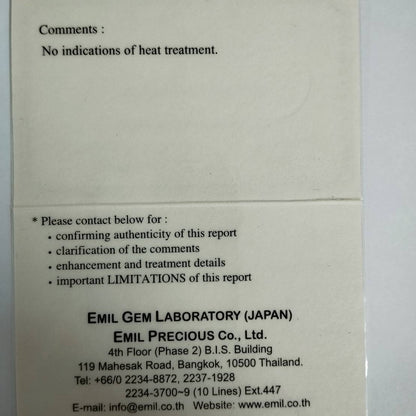 Comments :
No indications of heat treatment.
* Please contact below for :
• confirming authenticity of this report
• clarification of the comments
• enhancement and treatment details
• important LIMITATIONS of this report
EMIL GEM LABORATORY (JAPAN)
EMIL PRECIOUS Co., Ltd.
4th Floor (Phase 2) B.I.S. Building
119 Mahesak Road, Bangkok, 10500 Thailand.
Tel: +66/0 2234-8872, 2237-1928
2234-3700~9 (10 Lines) Ext.447
E-mail: info@emil.co.th Website: www.emil.co.th